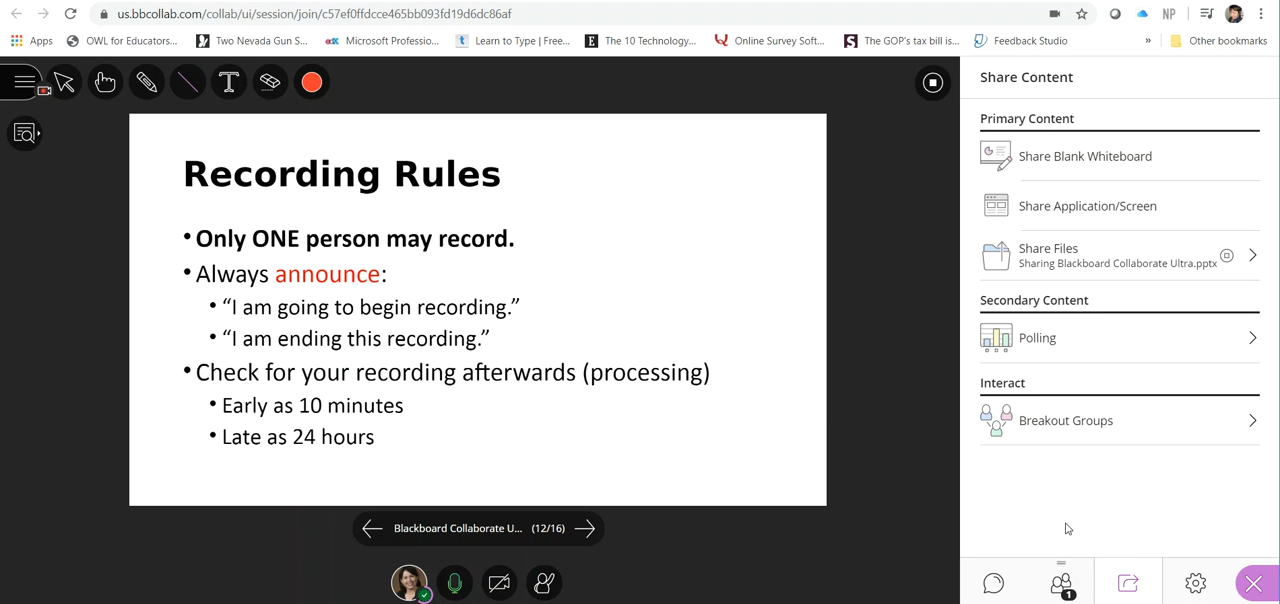 us.bbcollab.com/collab/ui/session/join/c57ef0ffdcce465bb093fd19d6dc86af
NP
Apps OWL for Educators... Two Nevada Gun S... edX Microsoft Professio... t Learn to Type | Free... E The 10 Technology... Online Survey Soft... S The GOP's tax bill is... Feedback Studio » Other bookmarks
T
Share Content
Primary Content
Share Blank Whiteboard
Share Application/Screen
Share Files
Sharing Blackboard Collaborate Ultra.pptx
Secondary Content
Polling
Interact
Breakout Groups
Recording Rules
• Only ONE person may record.
• Always announce:
• “I am going to begin recording.”
• “I am ending this recording.”
• Check for your recording afterwards (processing)
• Early as 10 minutes
• Late as 24 hours
Blackboard Collaborate U... (12/16)
1